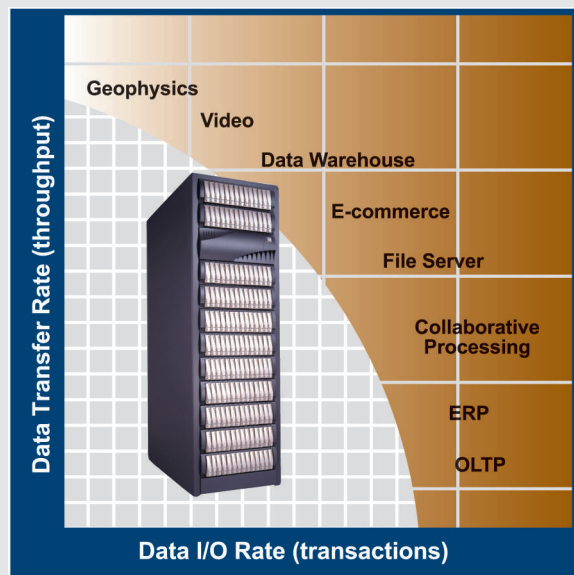 Geophysics
Video
Data Warehouse
E-commerce
File Server
Collaborative
Processing
ERP
OLTP
Data Transfer Rate (throughput)
Data I/O Rate (transactions)